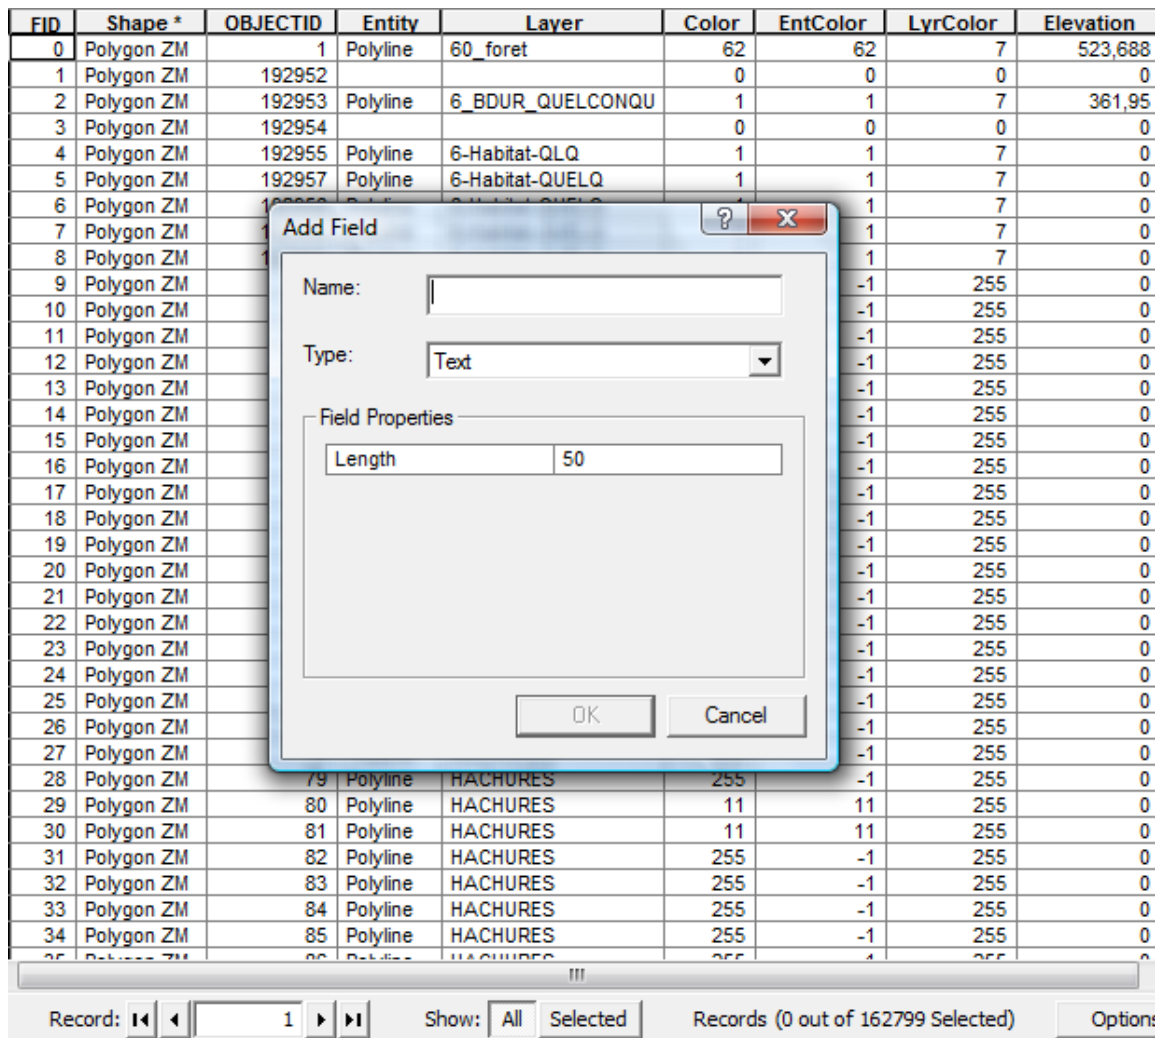 FID Shape * OBJECTID Entity Layer Color EntColor LyrColor Elevation
0 Polygon ZM 1 Polyline 60_foret 62 62 7 523,688
1 Polygon ZM 192952 0 0 0 0
2 Polygon ZM 192953 Polyline 6_BDUR_QUELCONQU 1 1 7 361,95
3 Polygon ZM 192954 0 0 0 0
4 Polygon ZM 192955 Polyline 6-Habitat-QLQ 1 1 7 0
5 Polygon ZM 192957 Polyline 6-Habitat-QUELQ 1 1 7 0
6 Polygon ZM 1 7 0
7 Polygon ZM 1 7 0
8 Polygon ZM 1 7 0
9 Polygon ZM -1 255 0
10 Polygon ZM -1 255 0
11 Polygon ZM -1 255 0
12 Polygon ZM -1 255 0
13 Polygon ZM -1 255 0
14 Polygon ZM -1 255 0
15 Polygon ZM -1 255 0
16 Polygon ZM -1 255 0
17 Polygon ZM -1 255 0
18 Polygon ZM -1 255 0
19 Polygon ZM -1 255 0
20 Polygon ZM -1 255 0
21 Polygon ZM -1 255 0
22 Polygon ZM -1 255 0
23 Polygon ZM -1 255 0
24 Polygon ZM -1 255 0
25 Polygon ZM -1 255 0
26 Polygon ZM -1 255 0
27 Polygon ZM -1 255 0
28 Polygon ZM 79 Polyline HACHURES 255 -1 255 0
29 Polygon ZM 80 Polyline HACHURES 11 11 255 0
30 Polygon ZM 81 Polyline HACHURES 11 11 255 0
31 Polygon ZM 82 Polyline HACHURES 255 -1 255 0
32 Polygon ZM 83 Polyline HACHURES 255 -1 255 0
33 Polygon ZM 84 Polyline HACHURES 255 -1 255 0
34 Polygon ZM 85 Polyline HACHURES 255 -1 255 0
Add Field
?
Name:
Type: Text
Field Properties
Length 50
OK Cancel
Record: 1 Show: All Selected Records (0 out of 162799 Selected) Options